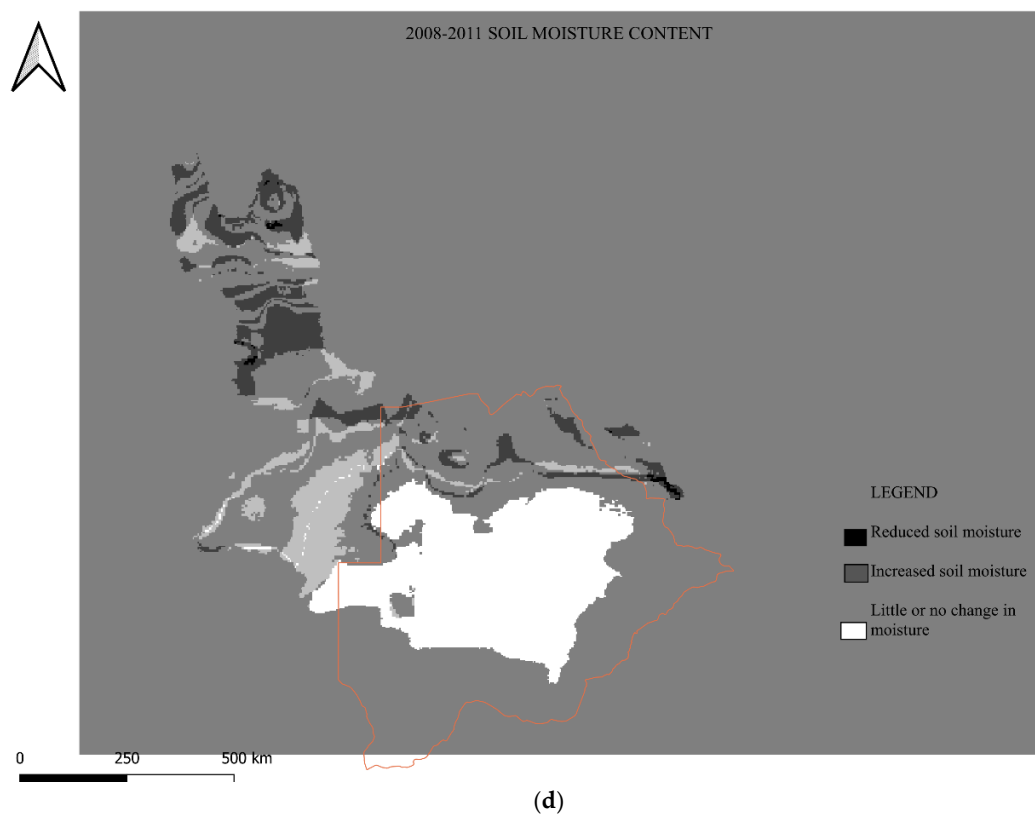 2008-2011 SOIL MOISTURE CONTENT
LEGEND
Reduced soil moisture
Increased soil moisture
Little or no change in
moisture
0 250 500 km
(d)